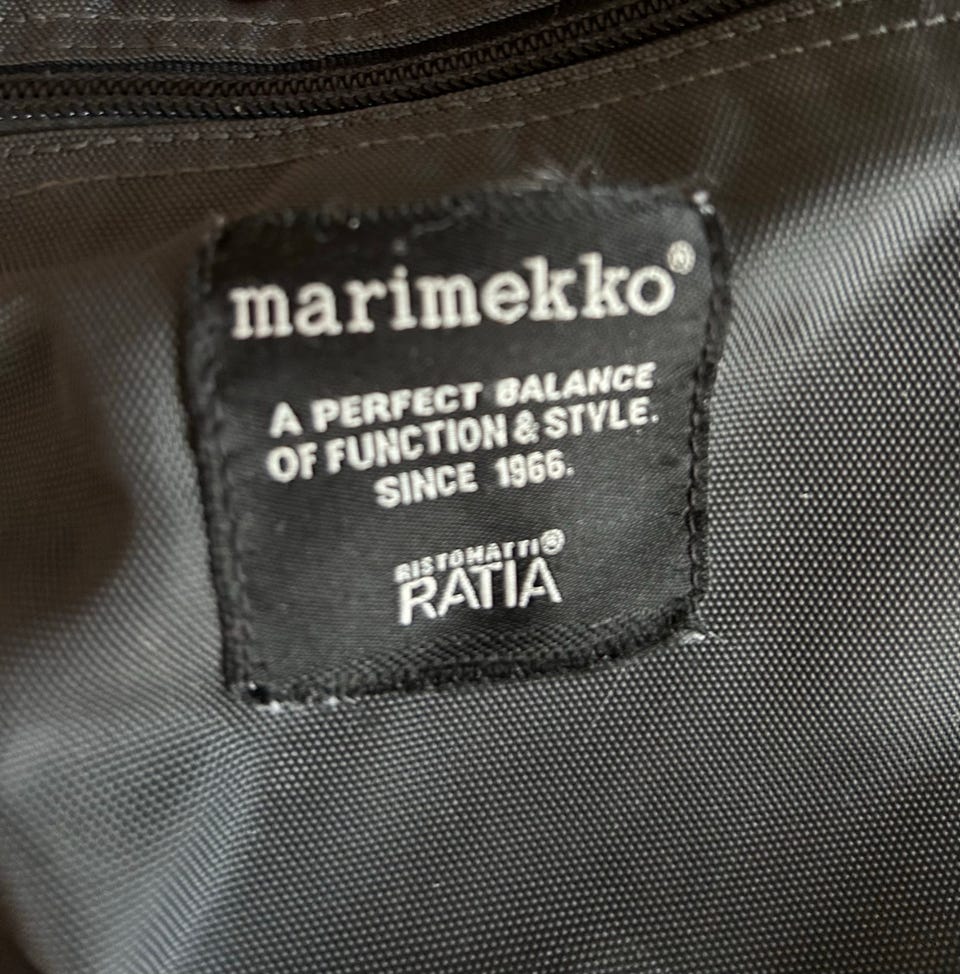 marimekko®
A PERFECT BALANCE
OF FUNCTION & STYLE.
SINCE 1966.
RISTOMATTI®
RATIA